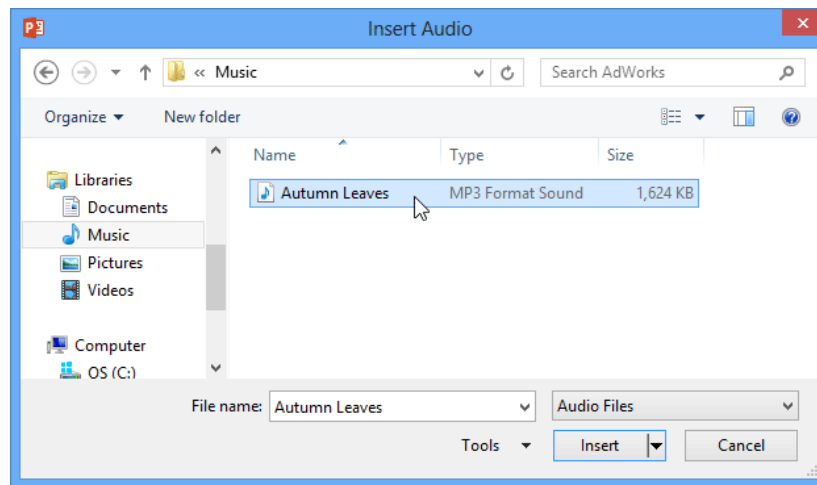 Insert Audio
« Music
Search AdWorks
Organize
New folder
Name Type Size
Autumn Leaves MP3 Format Sound 1,624 KB
Libraries
Documents
Music
Pictures
Videos
Computer
OS (C:)
File name: Autumn Leaves Audio Files
Tools Insert Cancel